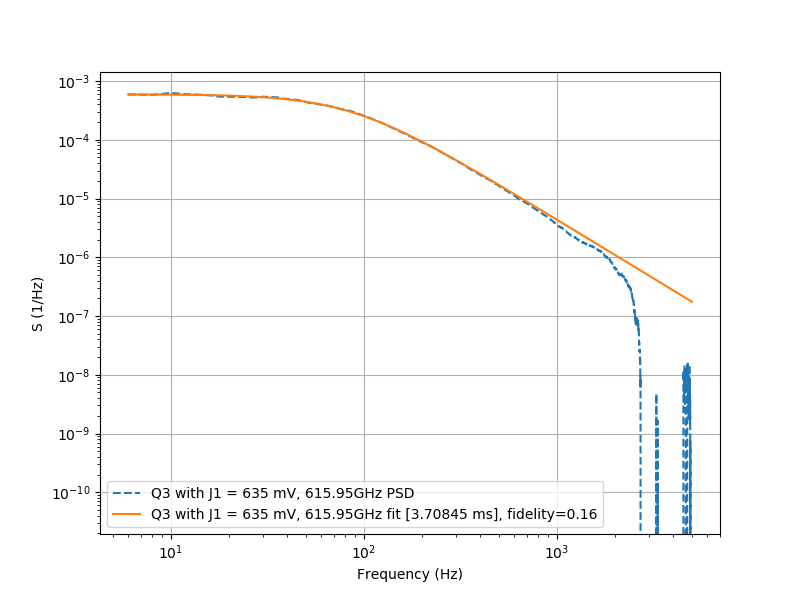 10⁻³
10⁻⁴
10⁻⁵
10⁻⁶
10⁻⁷
10⁻⁸
10⁻⁹
10⁻¹⁰
S (1/Hz)
Q3 with J1 = 635 mV, 615.95GHz PSD
Q3 with J1 = 635 mV, 615.95GHz fit [3.70845 ms], fidelity=0.16
10¹ 10² 10³
Frequency (Hz)